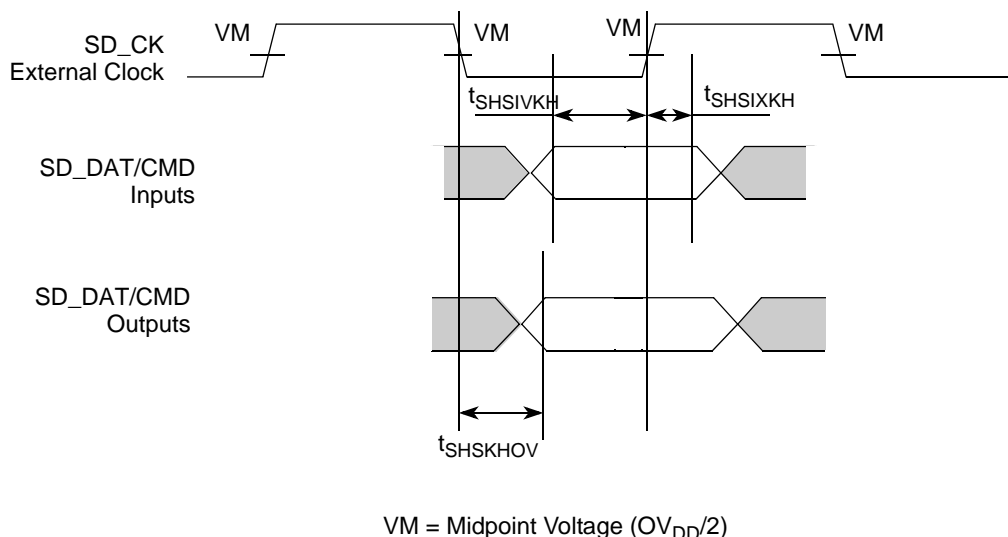 VM VM VM VM
SD_CK
External Clock
tSHSIVKH tSHSIXKH
SD_DAT/CMD
Inputs
SD_DAT/CMD
Outputs
tSHSKHOV
VM = Midpoint Voltage (OVDD/2)